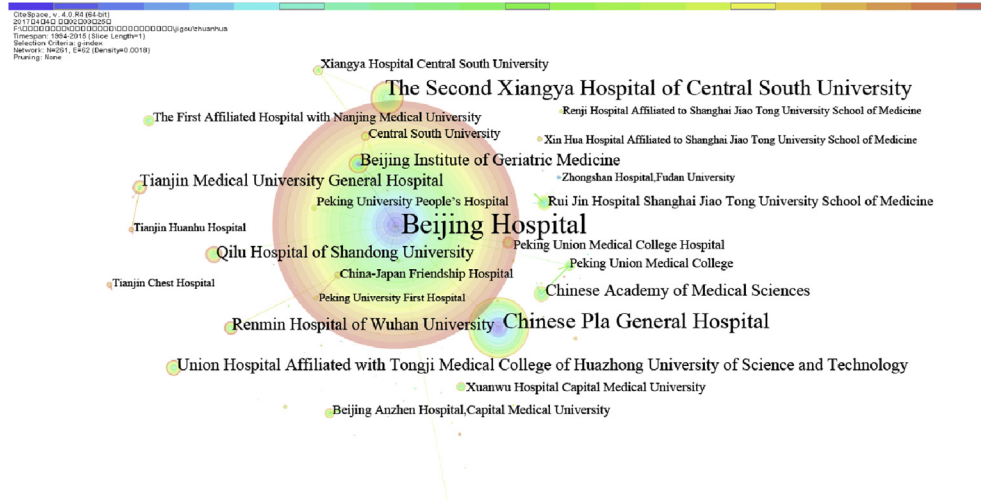 CiteSpace, v. 4.0.R4 (64-bit)
Timespan: 1994-2015 (Slice Length=1)
Selection Criteria: g-index
Network: N=261, E=62 (Density=0.0018)
Pruning: None
Xiangya Hospital Central South University
The Second Xiangya Hospital of Central South University
Renji Hospital Affiliated to Shanghai Jiao Tong University School of Medicine
The First Affiliated Hospital with Nanjing Medical University
Central South University
Xin Hua Hospital Affiliated to Shanghai Jiao Tong University School of Medicine
Beijing Institute of Geriatric Medicine
Zhongshan Hospital,Fudan University
Tianjin Medical University General Hospital
Peking University People's Hospital
Rui Jin Hospital Shanghai Jiao Tong University School of Medicine
Beijing Hospital
Tianjin Huanhu Hospital
Peking Union Medical College Hospital
Qilu Hospital of Shandong University
Peking Union Medical College
China-Japan Friendship Hospital
Tianjin Chest Hospital
Chinese Academy of Medical Sciences
Peking University First Hospital
Renmin Hospital of Wuhan University
Chinese Pla General Hospital
Union Hospital Affiliated with Tongji Medical College of Huazhong University of Science and Technology
Xuanwu Hospital Capital Medical University
Beijing Anzhen Hospital,Capital Medical University